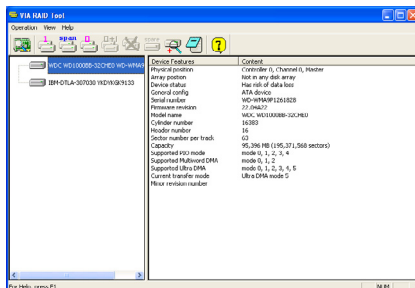 VIA RAID Tool
Operation View Help
WDC WD1000BB-32CHE0 WD-WMA9
IBM-DTLA-307030 YKDYKGK9133
Device Features Content
Physical position Controller 0, Channel 0, Master
Array position Not in any disk array
Device status Has risk of data loss
General config ATA device
Serial number WD-WMA9P1261828
Firmware revision 22.0HA22
Model name WDC WD1000BB-32CHE0
Cylinder number 16383
Header number 16
Sector number per track 63
Capacity 95,396 MB (195,371,568 sectors)
Supported PIO mode mode 0, 1, 2, 3, 4
Supported Multiword DMA mode 0, 1, 2
Supported Ultra DMA mode 0, 1, 2, 3, 4, 5
Current transfer mode Ultra DMA mode 5
Minor revision number
For Help, press F1 NUM